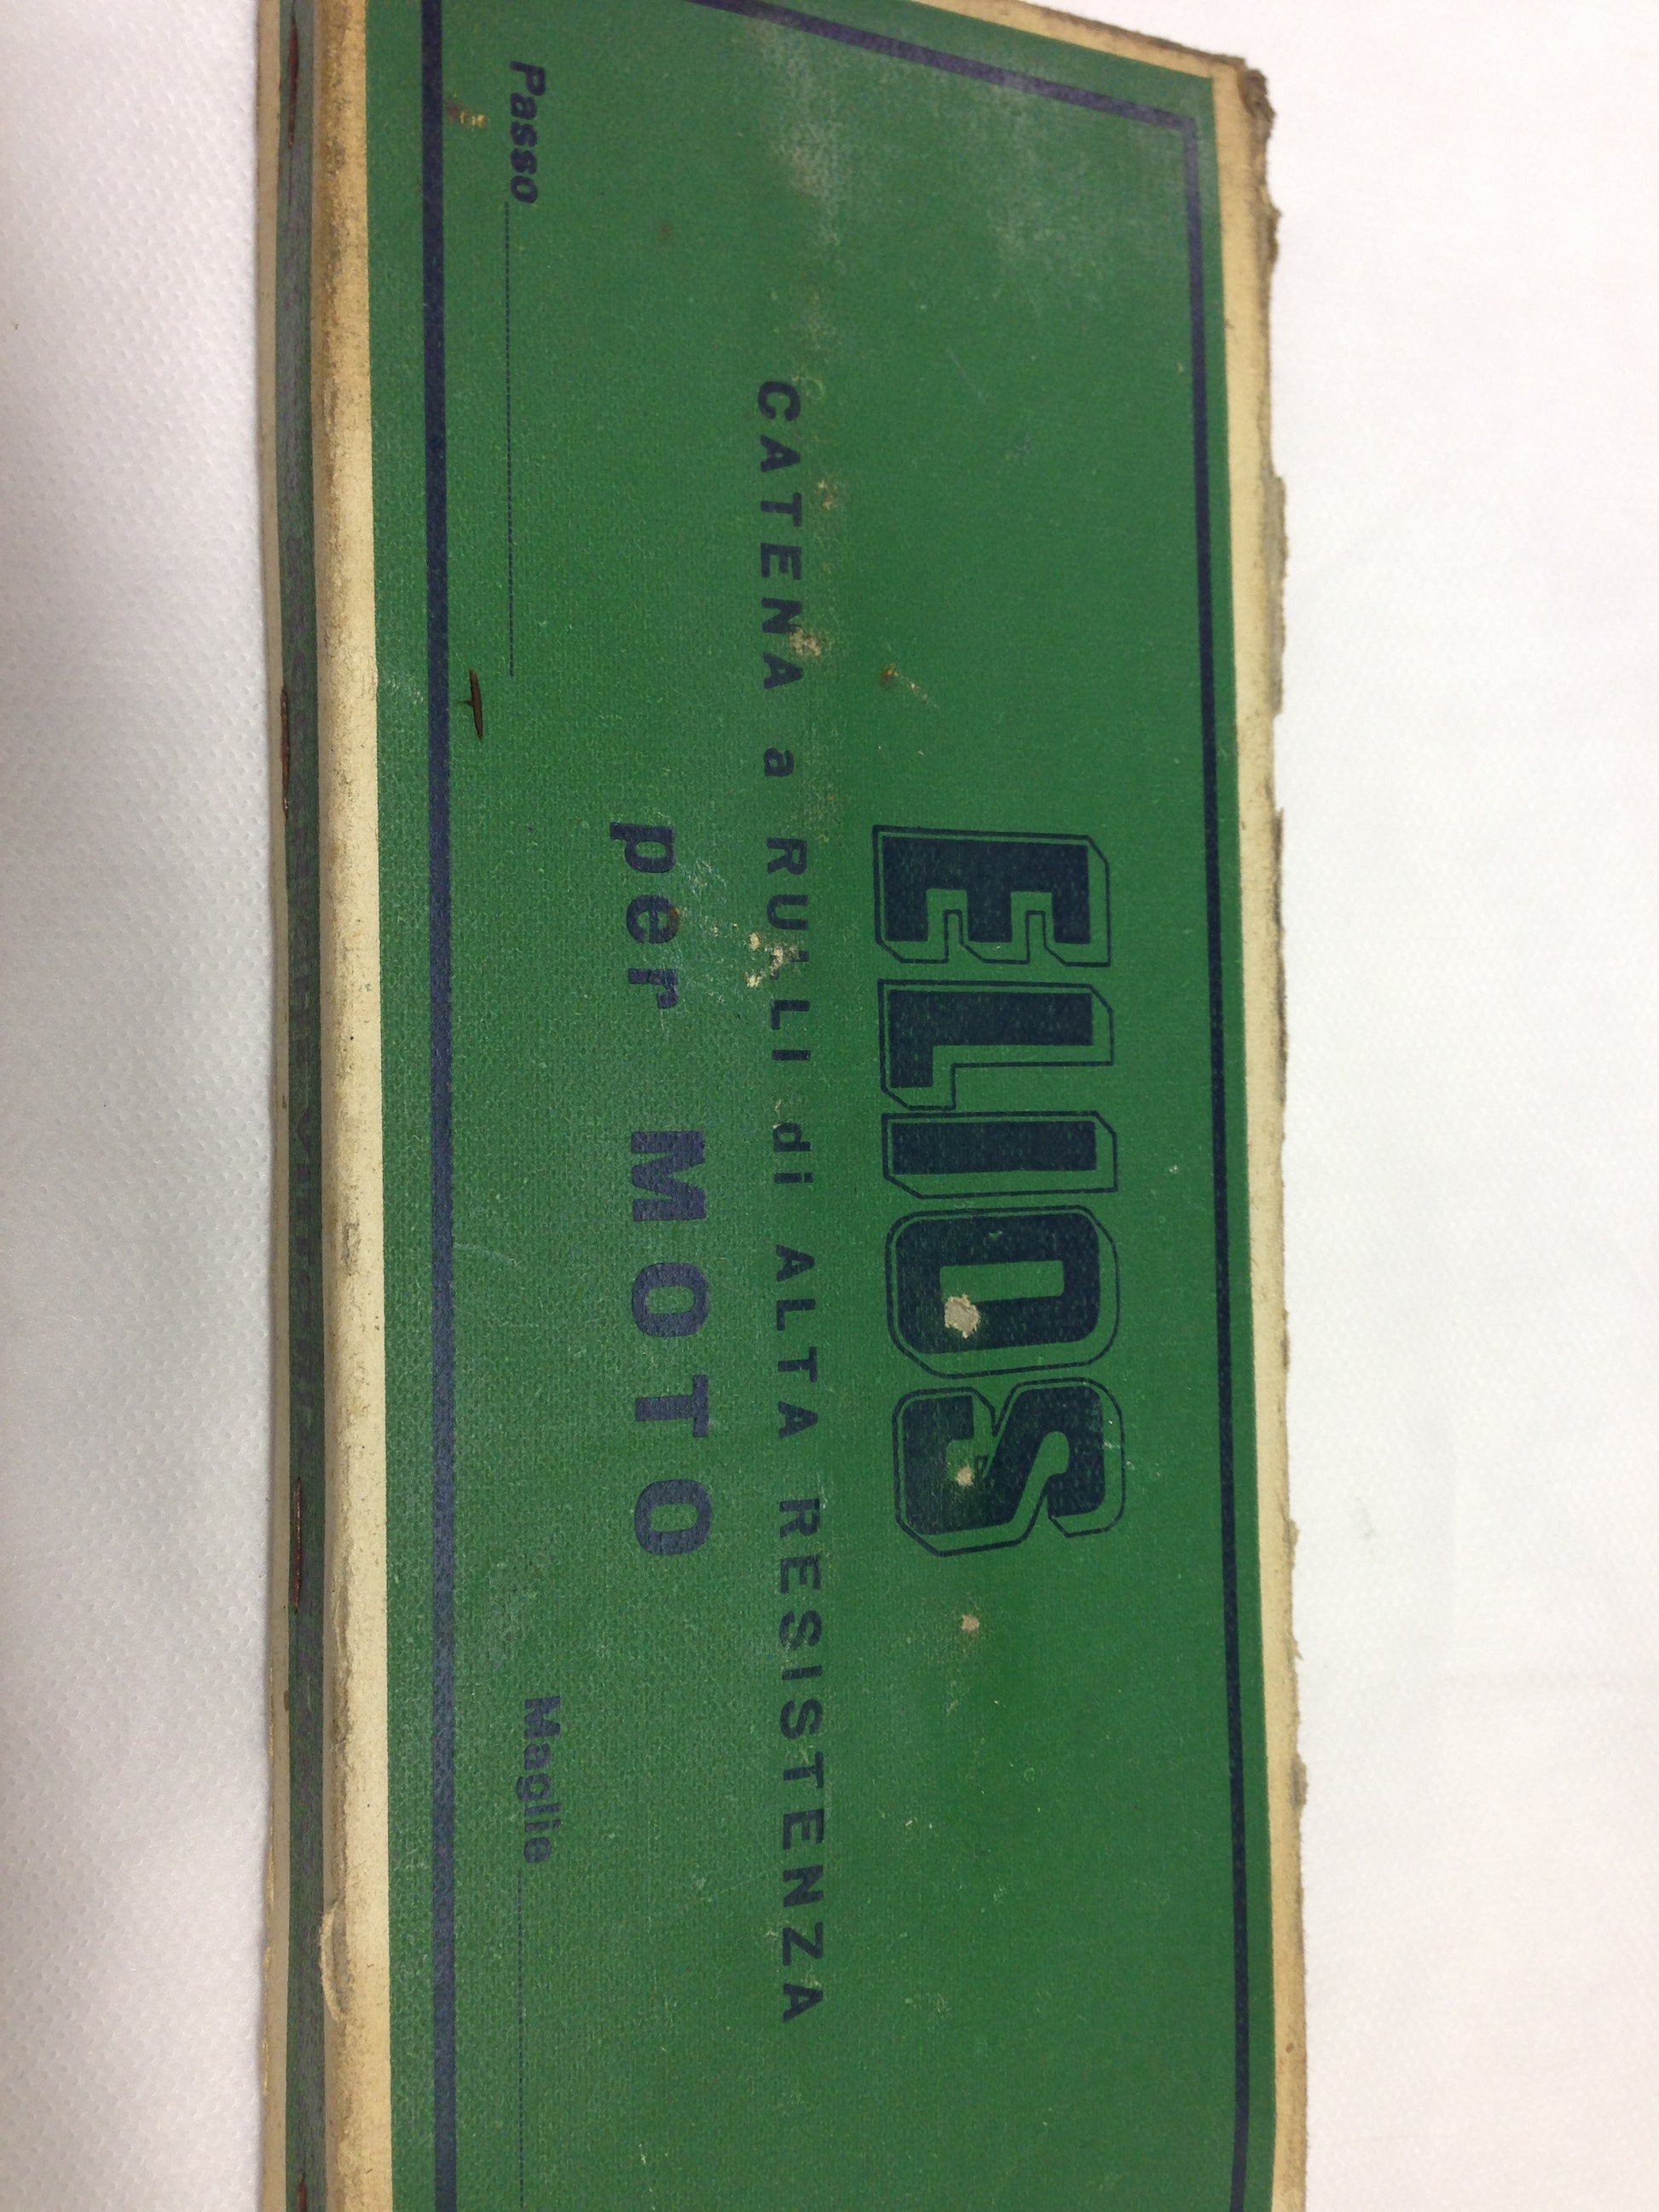 ELIOS
CATENA a RULLI di ALTA RESISTENZA
per MOTO
Passo
Maglie